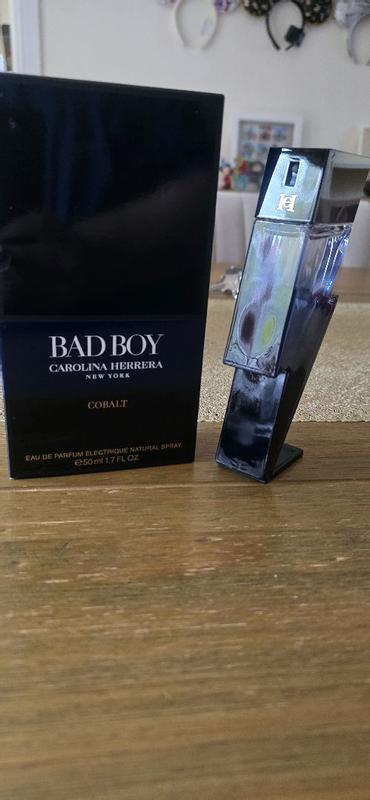 BAD BOY
CAROLINA HERRERA
NEW YORK
COBALT
EAU DE PARFUM ÉLECTRIQUE NATURAL SPRAY
℮50 ml 1.7 FL OZ